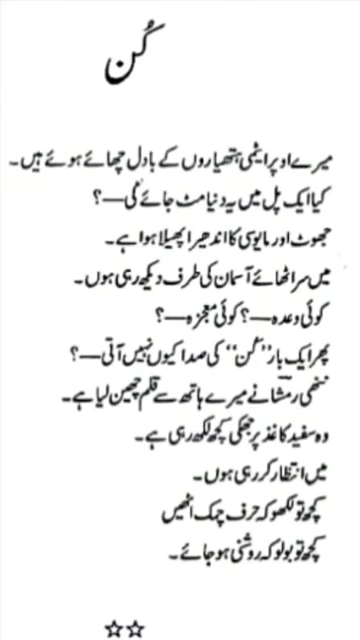 کُن
میرے اوپر ایٹمی ہتھیاروں کے بادل چھائے ہوئے ہیں۔
کیا ایک پل میں یہ دنیا مٹ جائے گی—؟
جھوٹ اور مایوسی کا اندھیرا پھیلا ہوا ہے۔
میں سر اٹھائے آسمان کی طرف دیکھ رہی ہوں۔
کوئی وعدہ—؟ کوئی معجزہ—؟
پھر ایک بار ”کُن“ کی صدا کیوں نہیں آتی—؟
ننھی رمشا نے میرے ہاتھ سے قلم چھین لیا ہے۔
وہ سفید کاغذ پر جھکی کچھ لکھ رہی ہے۔
میں انتظار کر رہی ہوں۔
کچھ تو لکھو کہ حرف چمک اٹھیں
کچھ تو بولو کہ روشنی ہو جائے۔
☆☆